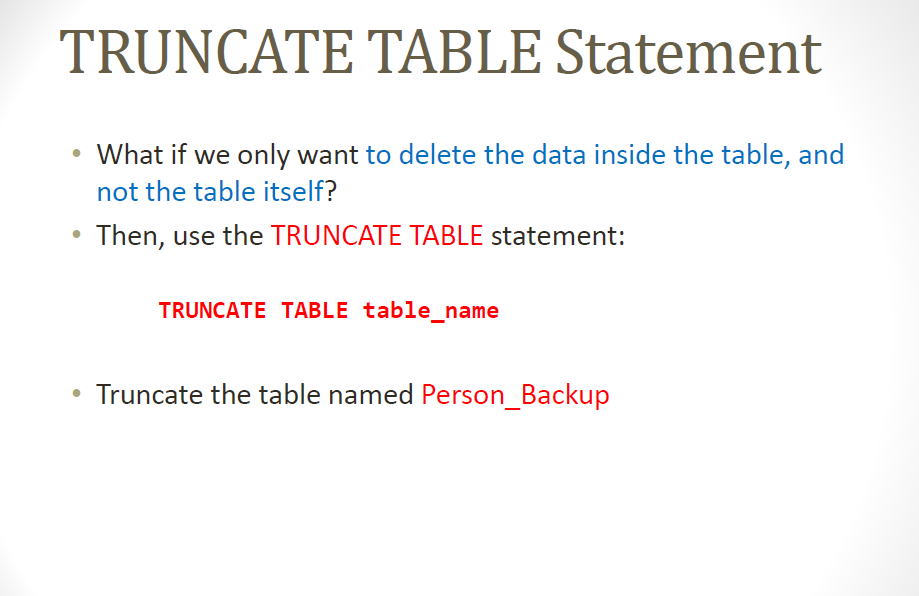 TRUNCATE TABLE Statement
• What if we only want to delete the data inside the table, and
not the table itself?
• Then, use the TRUNCATE TABLE statement:
TRUNCATE TABLE table_name
• Truncate the table named Person_Backup